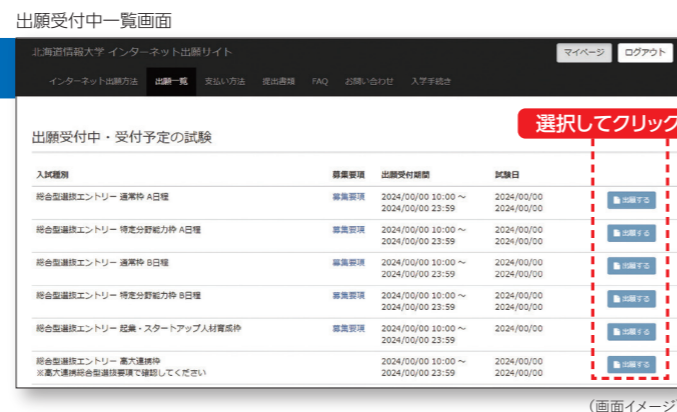 出願受付中一覧画面
北海道情報大学 インターネット出願サイト
マイページ ログアウト
インターネット出願方法 出願一覧 支払い方法 提出書類 FAQ お問い合わせ 入学手続き
選択してクリック
出願受付中・受付予定の試験
入試種別 募集要項 出願受付期間 試験日
総合型選抜エントリー 通常枠 A日程 募集要項 2024/00/00 10:00 ～ 2024/00/00 出願する
2024/00/00 23:59 2024/00/00
総合型選抜エントリー 特定分野能力枠 A日程 募集要項 2024/00/00 10:00 ～ 2024/00/00 出願する
2024/00/00 23:59 2024/00/00
総合型選抜エントリー 通常枠 B日程 募集要項 2024/00/00 10:00 ～ 2024/00/00 出願する
2024/00/00 23:59 2024/00/00
総合型選抜エントリー 特定分野能力枠 B日程 募集要項 2024/00/00 10:00 ～ 2024/00/00 出願する
2024/00/00 23:59 2024/00/00
総合型選抜エントリー 起業・スタートアップ人材育成枠 募集要項 2024/00/00 10:00 ～ 2024/00/00 出願する
2024/00/00 23:59
総合型選抜エントリー 高大連携枠 2024/00/00 10:00 ～ 2024/00/00 出願する
※高大連携総合型選抜要項で確認してください 2024/00/00 23:59 2024/00/00
（画面イメージ）